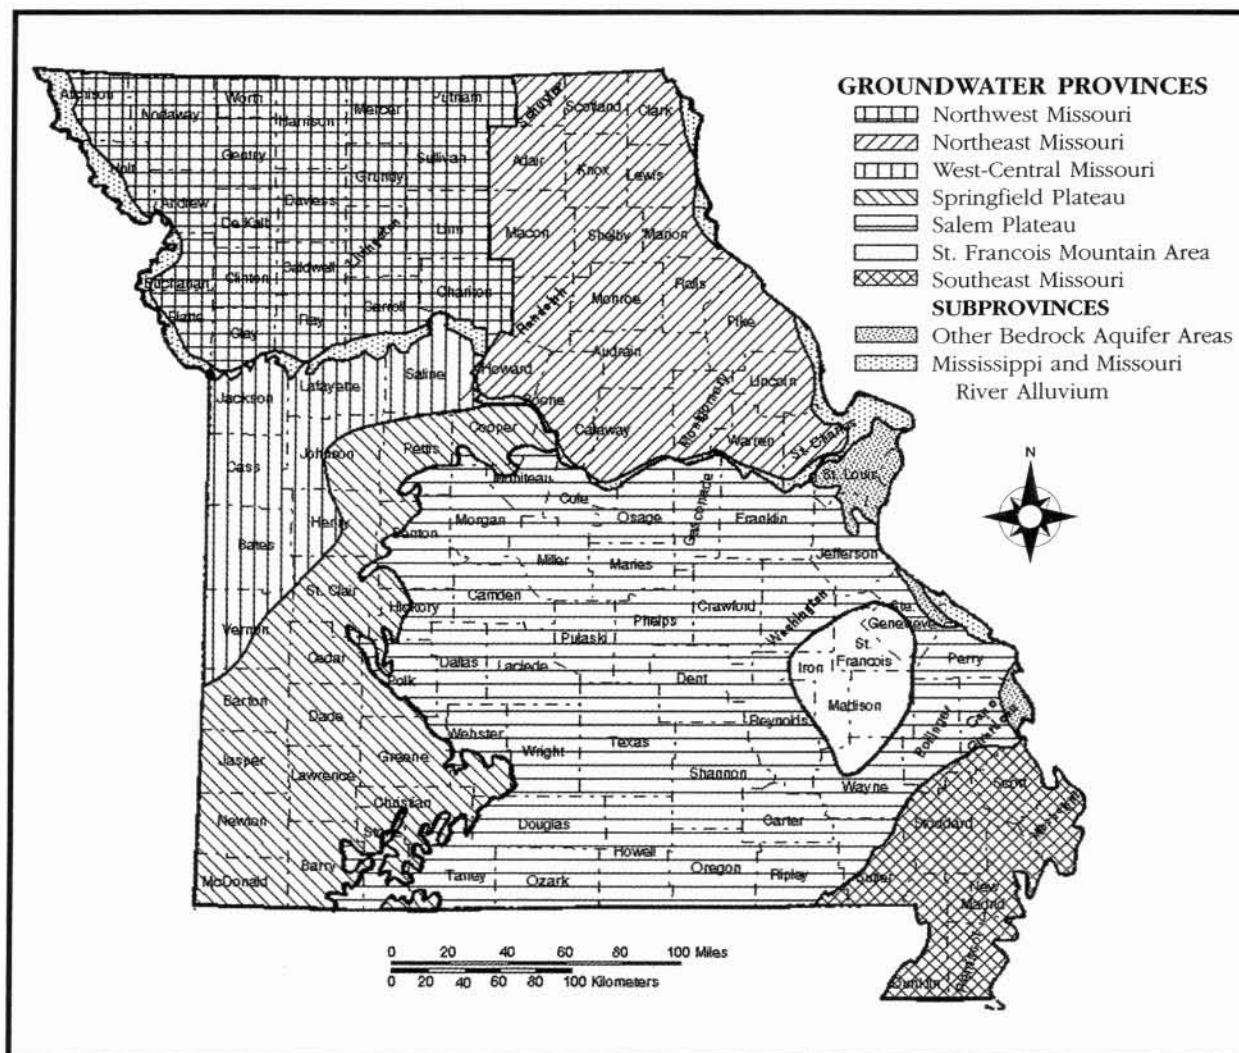 GROUNDWATER PROVINCES
Northwest Missouri
Northeast Missouri
West-Central Missouri
Springfield Plateau
Salem Plateau
St. Francois Mountain Area
Southeast Missouri
SUBPROVINCES
Other Bedrock Aquifer Areas
Mississippi and Missouri
River Alluvium
N
Nodaway
Worth
Harrison
Mercer
Putnam
Schuyler
Scotland
Clark
Gentry
Sullivan
Adair
Knox
Lewis
Grundy
Andrew
De Kalb
Daviess
Livingston
Linn
Macon
Shelby
Marion
Buchanan
Clinton
Caldwell
Carroll
Chariton
Randolph
Monroe
Ralls
Platte
Clay
Ray
Pike
Audrain
Saline
Howard
Lafayette
Jackson
Boone
Lincoln
Montgomery
Cooper
Callaway
Warren
St. Charles
Cass
Johnson
Pettis
St. Louis
Cole
Henry
Benton
Morgan
Osage
Gasconade
Franklin
Bates
Miller
Maries
Jefferson
St. Clair
Hickory
Camden
Crawford
Washington
Ste.
Genevieve
Vernon
Pulaski
Phelps
Cedar
Dallas
Laclede
Dent
Iron
St.
Francois
Perry
Polk
Barton
Dade
Madison
Reynolds
Bollinger
Cape
Webster
Wright
Texas
Jasper
Lawrence
Greene
Shannon
Wayne
Scott
Christian
Newton
Douglas
Carter
Stoddard
Barry
Howell
McDonald
Taney
Ozark
Oregon
Ripley
Butler
New
Madrid
Pemiscot
Dunklin
0 20 40 60 80 100 Miles
0 20 40 60 80 100 Kilometers